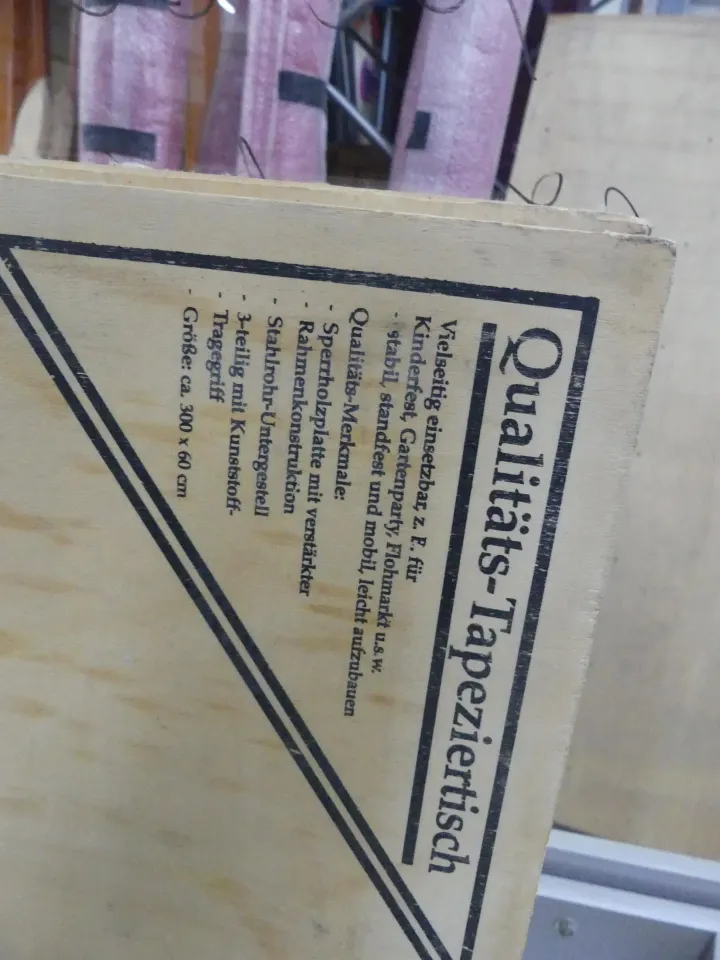 Qualitäts-Tapeziertisch
Vielseitig einsetzbar, z. B. für
Kinderfest, Gartenparty, Flohmarkt u.s.w.
- stabil, standfest und mobil, leicht aufzubauen
Qualitäts-Merkmale:
- Sperrholzplatte mit verstärkter
- Rahmenkonstruktion
- Stahlrohr-Untergestell
- 3-teilig mit Kunststoff-
- Tragegriff
- Größe: ca. 300 x 60 cm